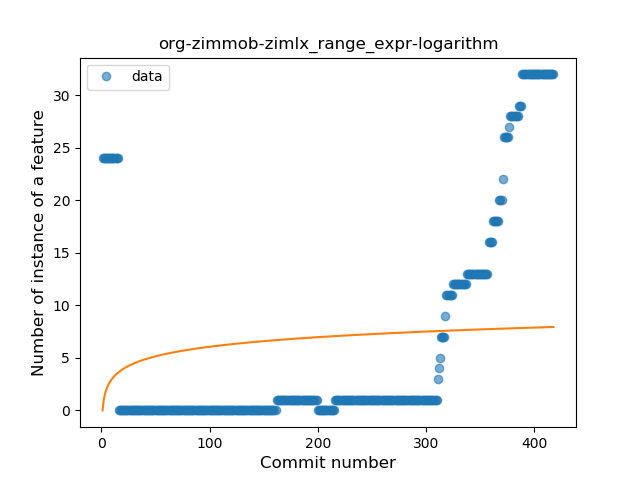 org-zimmob-zimlx_range_expr-logarithm
data
Number of instance of a feature
30
25
20
15
10
5
0
0 100 200 300 400
Commit number